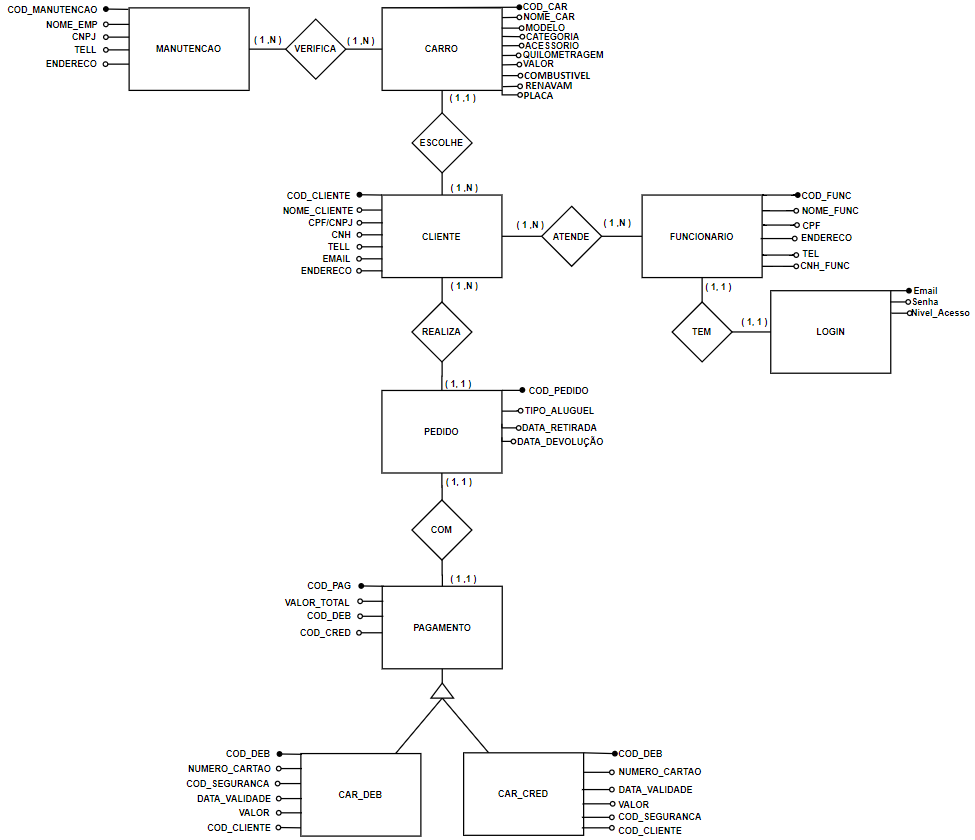 COD_MANUTENCAO
NOME_EMP
CNPJ
TELL
ENDERECO
MANUTENCAO
(1,N)
VERIFICA
(1,N)
CARRO
COD_CAR
NOME_CAR
MODELO
CATEGORIA
ACESSORIO
QUILOMETRAGEM
VALOR
COMBUSTIVEL
RENAVAM
PLACA
(1,1)
ESCOLHE
(1,N)
COD_CLIENTE
NOME_CLIENTE
CPF/CNPJ
CNH
TELL
EMAIL
ENDERECO
CLIENTE
(1,N)
ATENDE
(1,N)
FUNCIONARIO
COD_FUNC
NOME_FUNC
CPF
ENDERECO
TEL
CNH_FUNC
(1,1)
TEM
(1,1)
LOGIN
Email
Senha
Nivel_Acesso
(1,N)
REALIZA
(1,1)
PEDIDO
COD_PEDIDO
TIPO_ALUGUEL
DATA_RETIRADA
DATA_DEVOLUÇÃO
(1,1)
COM
(1,1)
COD_PAG
VALOR_TOTAL
COD_DEB
COD_CRED
PAGAMENTO
COD_DEB
NUMERO_CARTAO
COD_SEGURANCA
DATA_VALIDADE
VALOR
COD_CLIENTE
CAR_DEB
CAR_CRED
COD_DEB
NUMERO_CARTAO
DATA_VALIDADE
VALOR
COD_SEGURANCA
COD_CLIENTE